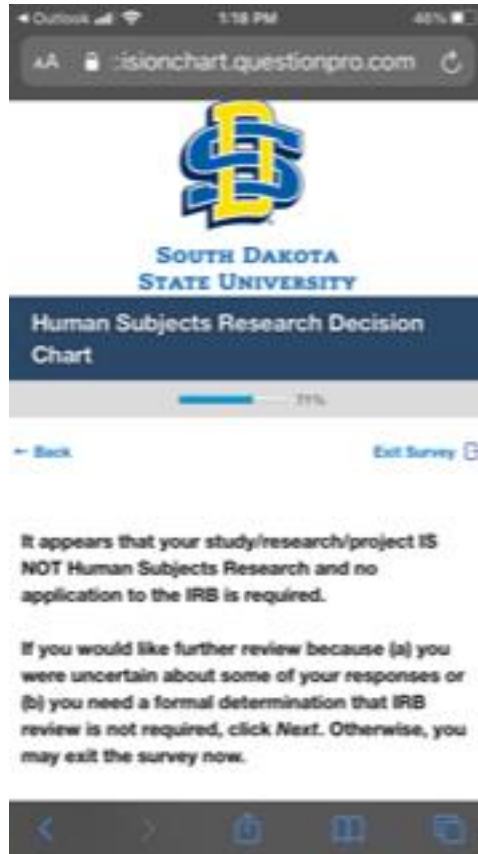 ◄ Outlook 1:18 PM 46%
AA :isionchart.questionpro.com
SD
SOUTH DAKOTA
STATE UNIVERSITY
Human Subjects Research Decision
Chart
71%
← Back Exit Survey
It appears that your study/research/project IS
NOT Human Subjects Research and no
application to the IRB is required.
If you would like further review because (a) you
were uncertain about some of your responses or
(b) you need a formal determination that IRB
review is not required, click Next. Otherwise, you
may exit the survey now.